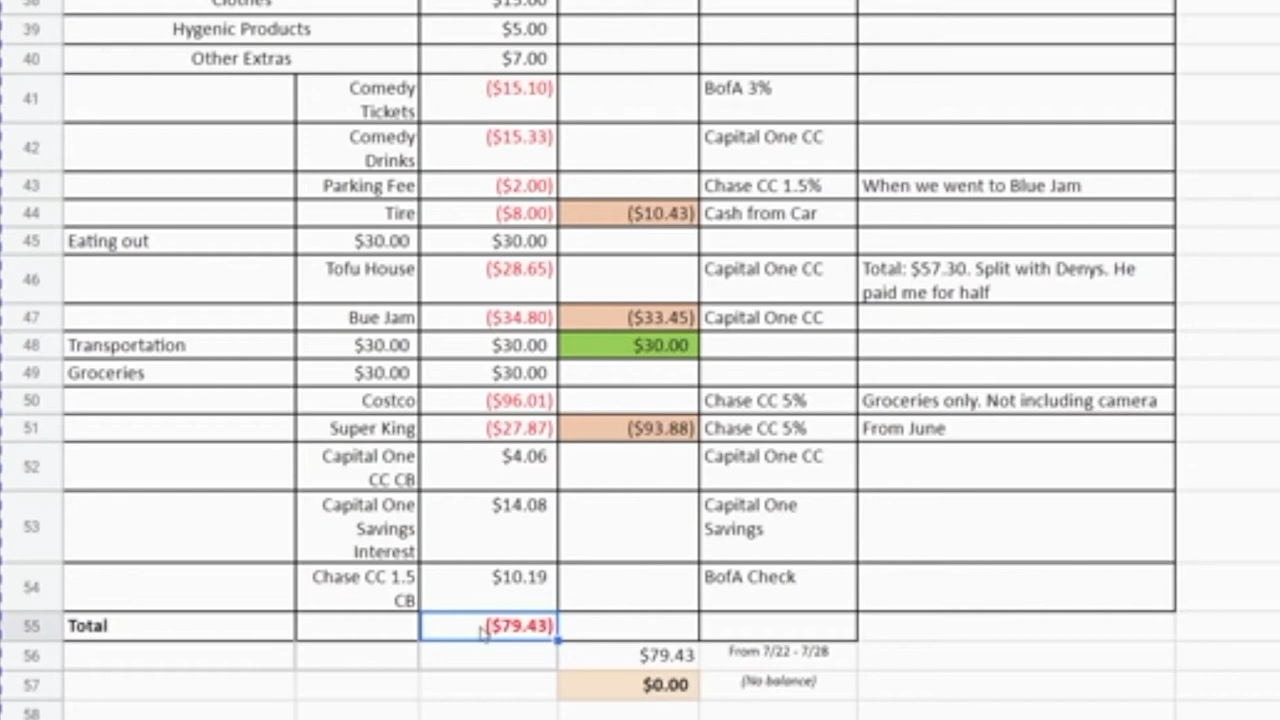 38 Clothes $15.00
39 Hygenic Products $5.00
40 Other Extras $7.00
41 Comedy Tickets ($15.10) BofA 3%
42 Comedy Drinks ($15.33) Capital One CC
43 Parking Fee ($2.00) Chase CC 1.5% When we went to Blue Jam
44 Tire ($8.00) ($10.43) Cash from Car
45 Eating out $30.00 $30.00
46 Tofu House ($28.65) Capital One CC Total: $57.30. Split with Denys. He paid me for half
47 Bue Jam ($34.80) ($33.45) Capital One CC
48 Transportation $30.00 $30.00 $30.00
49 Groceries $30.00 $30.00
50 Costco ($96.01) Chase CC 5% Groceries only. Not including camera
51 Super King ($27.87) ($93.88) Chase CC 5% From June
52 Capital One CC CB $4.06 Capital One CC
53 Capital One Savings Interest $14.08 Capital One Savings
54 Chase CC 1.5 CB $10.19 BofA Check
55 Total ($79.43)
56 $79.43 From 7/22 - 7/28
57 $0.00 (No balance)
58